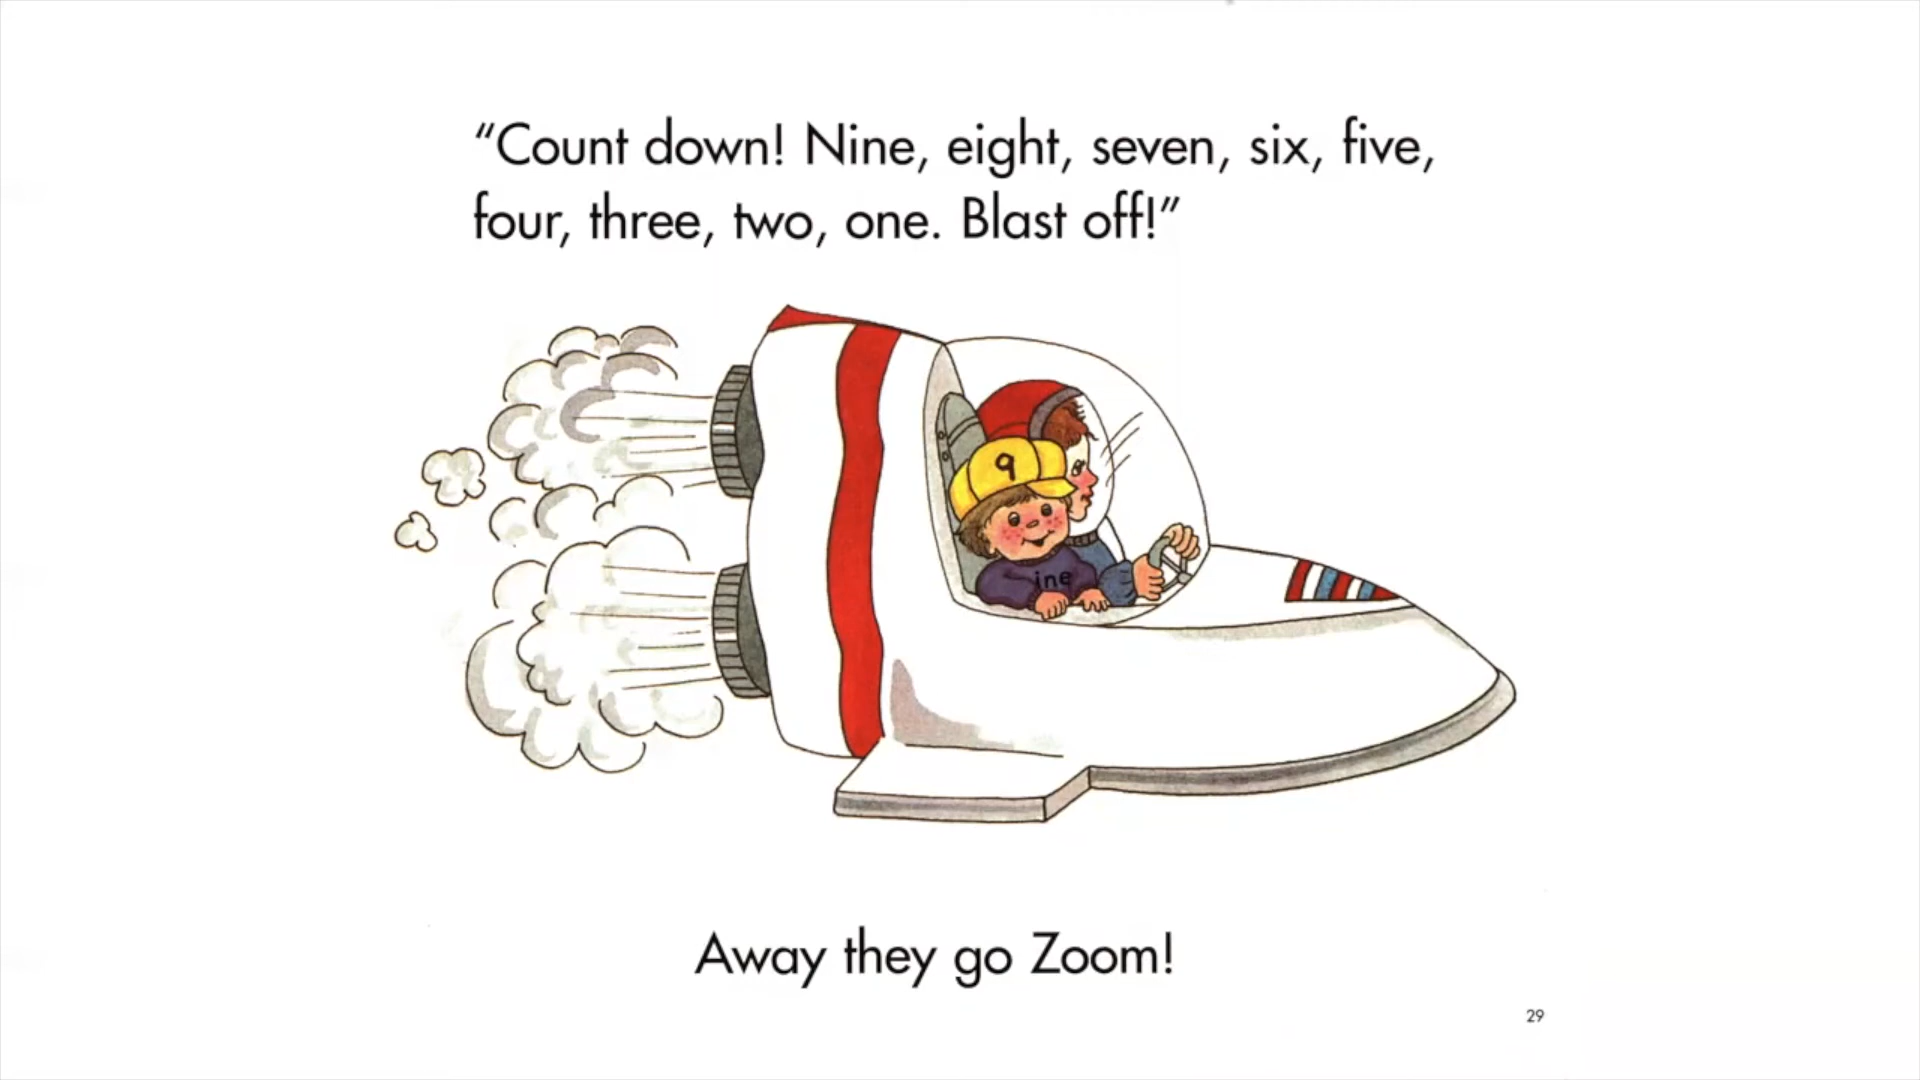 “Count down! Nine, eight, seven, six, five,
four, three, two, one. Blast off!”
9
ine
Away they go Zoom!
29